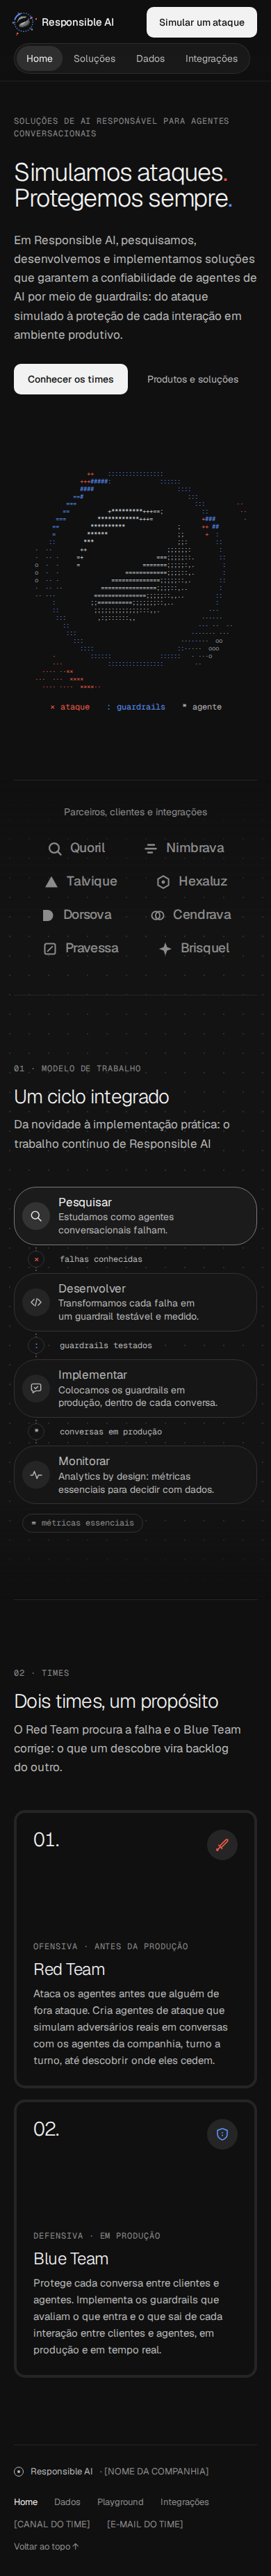 Responsible AI
Simular um ataque
Home Soluções Dados Integrações
SOLUÇÕES DE AI RESPONSÁVEL PARA AGENTES
CONVERSACIONAIS
Simulamos ataques.
Protegemos sempre.
Em Responsible AI, pesquisamos,
desenvolvemos e implementamos soluções
que garantem a confiabilidade de agentes de
AI por meio de guardrails: do ataque
simulado à proteção de cada interação em
ambiente produtivo.
Conhecer os times Produtos e soluções
× ataque : guardrails * agente
Parceiros, clientes e integrações
Quoril Nimbrava
Talvique Hexaluz
Dorsova Cendrava
Pravessa Brisquel
01 · MODELO DE TRABALHO
Um ciclo integrado
Da novidade à implementação prática: o
trabalho contínuo de Responsible AI
Pesquisar
Estudamos como agentes
conversacionais falham.
× falhas conhecidas
Desenvolver
Transformamos cada falha em
um guardrail testável e medido.
: guardrails testados
Implementar
Colocamos os guardrails em
produção, dentro de cada conversa.
* conversas em produção
Monitorar
Analytics by design: métricas
essenciais para decidir com dados.
= métricas essenciais
02 · TIMES
Dois times, um propósito
O Red Team procura a falha e o Blue Team
corrige: o que um descobre vira backlog
do outro.
01.
OFENSIVA · ANTES DA PRODUÇÃO
Red Team
Ataca os agentes antes que alguém de
fora ataque. Cria agentes de ataque que
simulam adversários reais em conversas
com os agentes da companhia, turno a
turno, até descobrir onde eles cedem.
02.
DEFENSIVA · EM PRODUÇÃO
Blue Team
Protege cada conversa entre clientes e
agentes. Implementa os guardrails que
avaliam o que entra e o que sai de cada
interação entre clientes e agentes, em
produção e em tempo real.
Responsible AI · [NOME DA COMPANHIA]
Home Dados Playground Integrações
[CANAL DO TIME] [E-MAIL DO TIME]
Voltar ao topo ↑